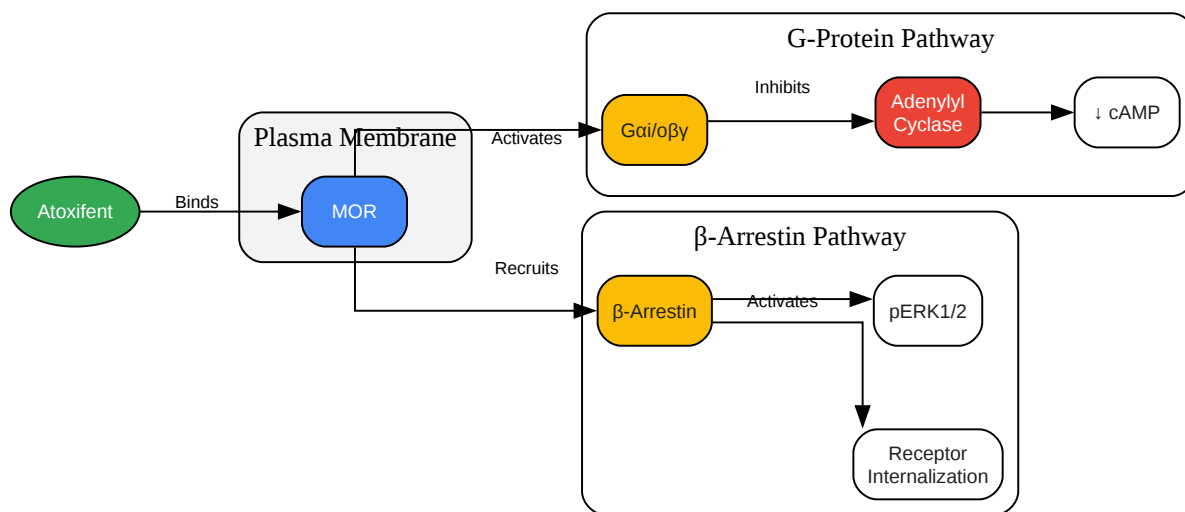 G-Protein Pathway
Inhibits
Adenylyl
Cyclase
↓ cAMP
Gαi/oβγ
Activates
Plasma Membrane
Atoxifent
Binds
MOR
β-Arrestin Pathway
Recruits
β-Arrestin
Activates
pERK1/2
Receptor
Internalization